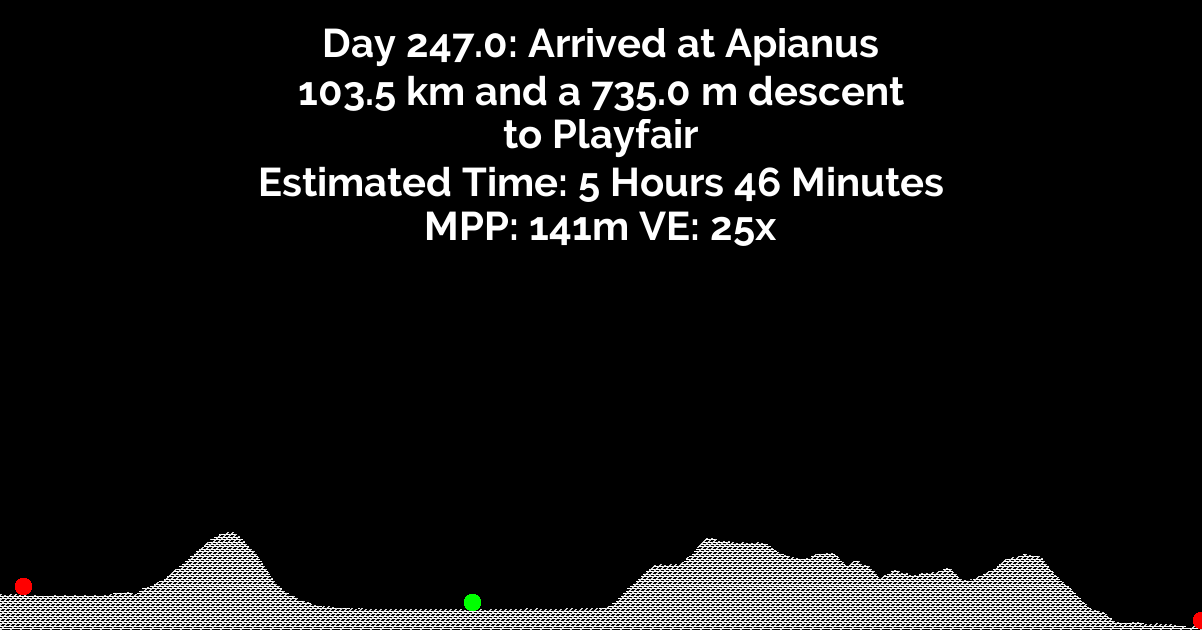 Day 247.0: Arrived at Apianus
103.5 km and a 735.0 m descent
to Playfair
Estimated Time: 5 Hours 46 Minutes
MPP: 141m VE: 25x